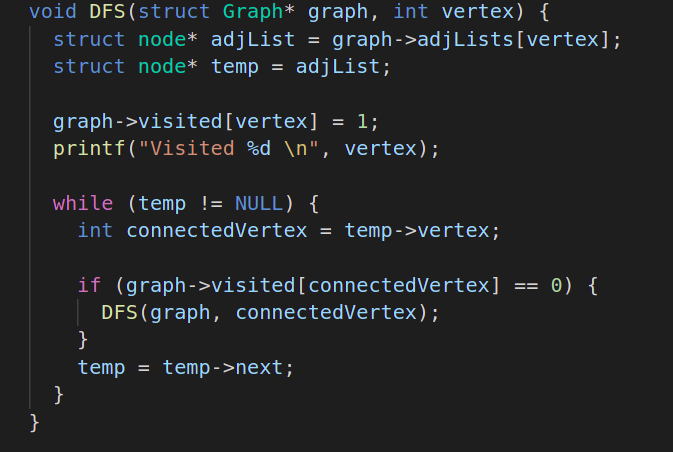 void DFS(struct Graph* graph, int vertex) {
  struct node* adjList = graph->adjLists[vertex];
  struct node* temp = adjList;

  graph->visited[vertex] = 1;
  printf("Visited %d \n", vertex);

  while (temp != NULL) {
    int connectedVertex = temp->vertex;

    if (graph->visited[connectedVertex] == 0) {
      DFS(graph, connectedVertex);
    }
    temp = temp->next;
  }
}